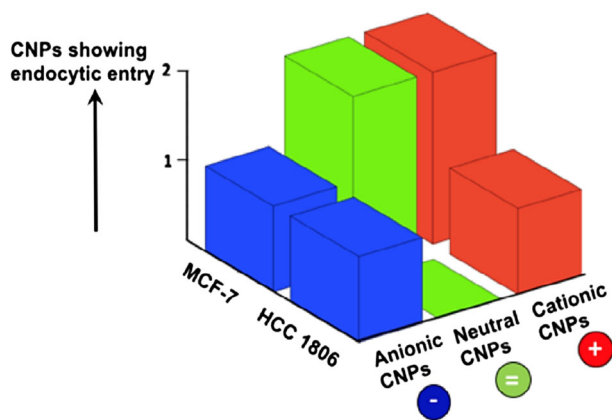 CNPs showing
endocytic entry
2
1
MCF-7
HCC 1806
Anionic
CNPs
-
Neutral
CNPs
=
Cationic
CNPs
+